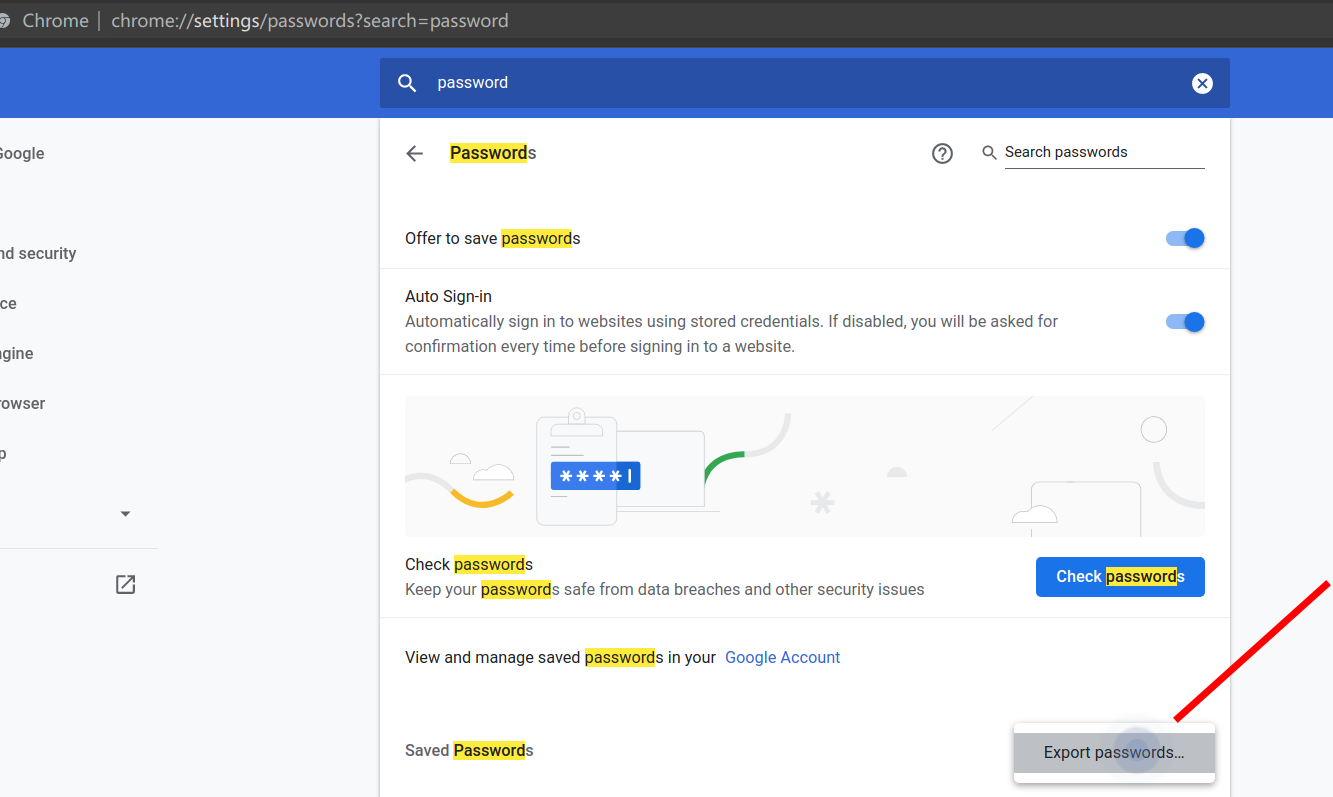 Chrome | chrome://settings/passwords?search=password
password
Google
Passwords
Search passwords
Offer to save passwords
nd security
Auto Sign-in
ce
Automatically sign in to websites using stored credentials. If disabled, you will be asked for
confirmation every time before signing in to a website.
ngine
rowser
p
****|
Check passwords
Keep your passwords safe from data breaches and other security issues
Check passwords
View and manage saved passwords in your Google Account
Saved Passwords
Export passwords...